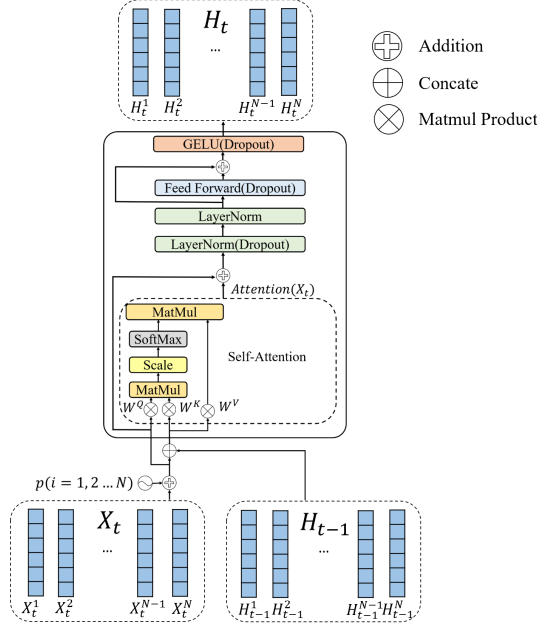 H_t
...
H_t^1 H_t^2 H_t^{N-1} H_t^N
Addition
Concate
Matmul Product
GELU(Dropout)
Feed Forward(Dropout)
LayerNorm
LayerNorm(Dropout)
Attention(X_t)
MatMul
SoftMax
Self-Attention
Scale
MatMul
W^Q W^K W^V
p(i = 1, 2 ... N)
X_t
...
X_t^1 X_t^2 X_t^{N-1} X_t^N
H_{t-1}
...
H_{t-1}^1 H_{t-1}^2 H_{t-1}^{N-1} H_{t-1}^N